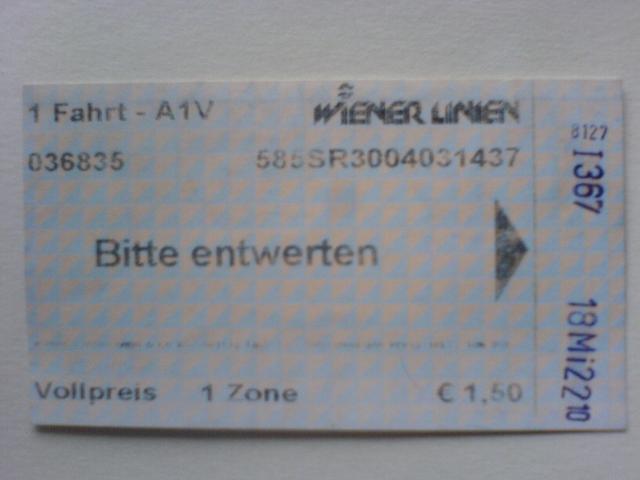 1 Fahrt - A1V
WIENER LINIEN
036835
585SR3004031437
Bitte entwerten
Vollpreis 1 Zone € 1,50
8127
I367
18Mi2210